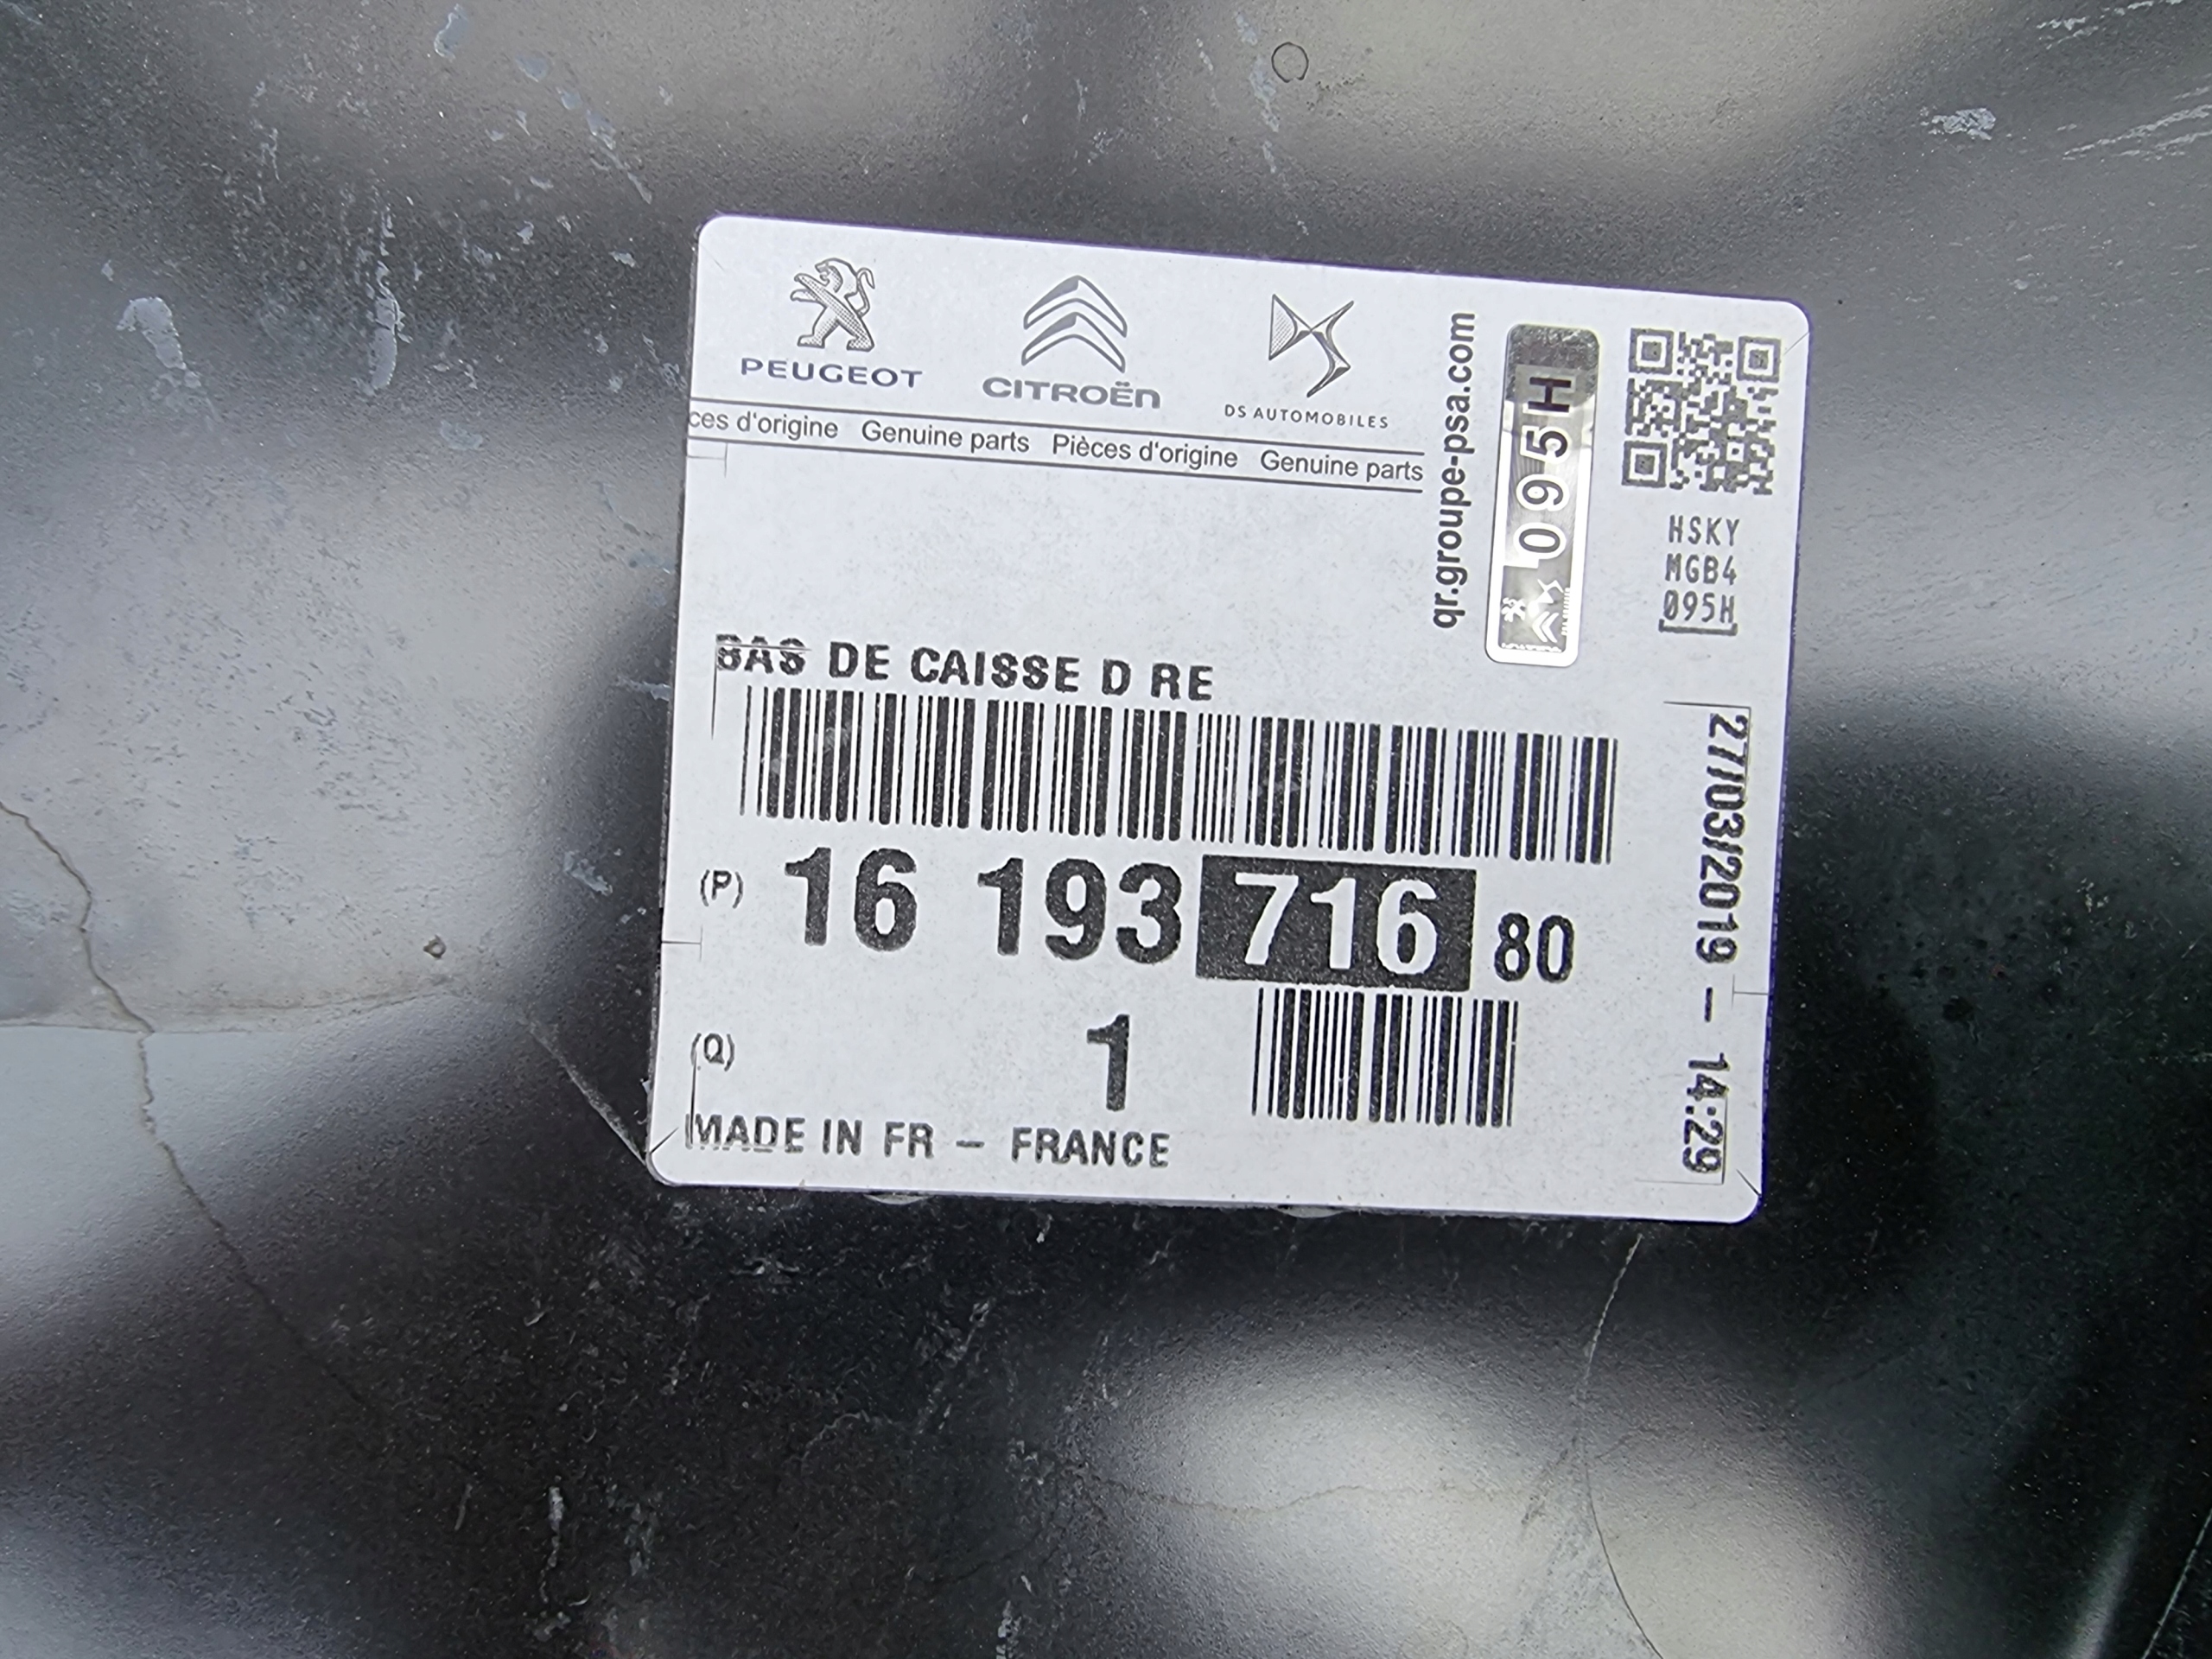 PEUGEOT
CITROËN
DS AUTOMOBILES
ces d'origine Genuine parts Pièces d'origine Genuine parts
qr.groupe-psa.com
095H
HSKY
MGB4
095H
BAS DE CAISSE D RE
(P) 16 193 716 80
(Q) 1
MADE IN FR – FRANCE
27/03/2019 – 14:29